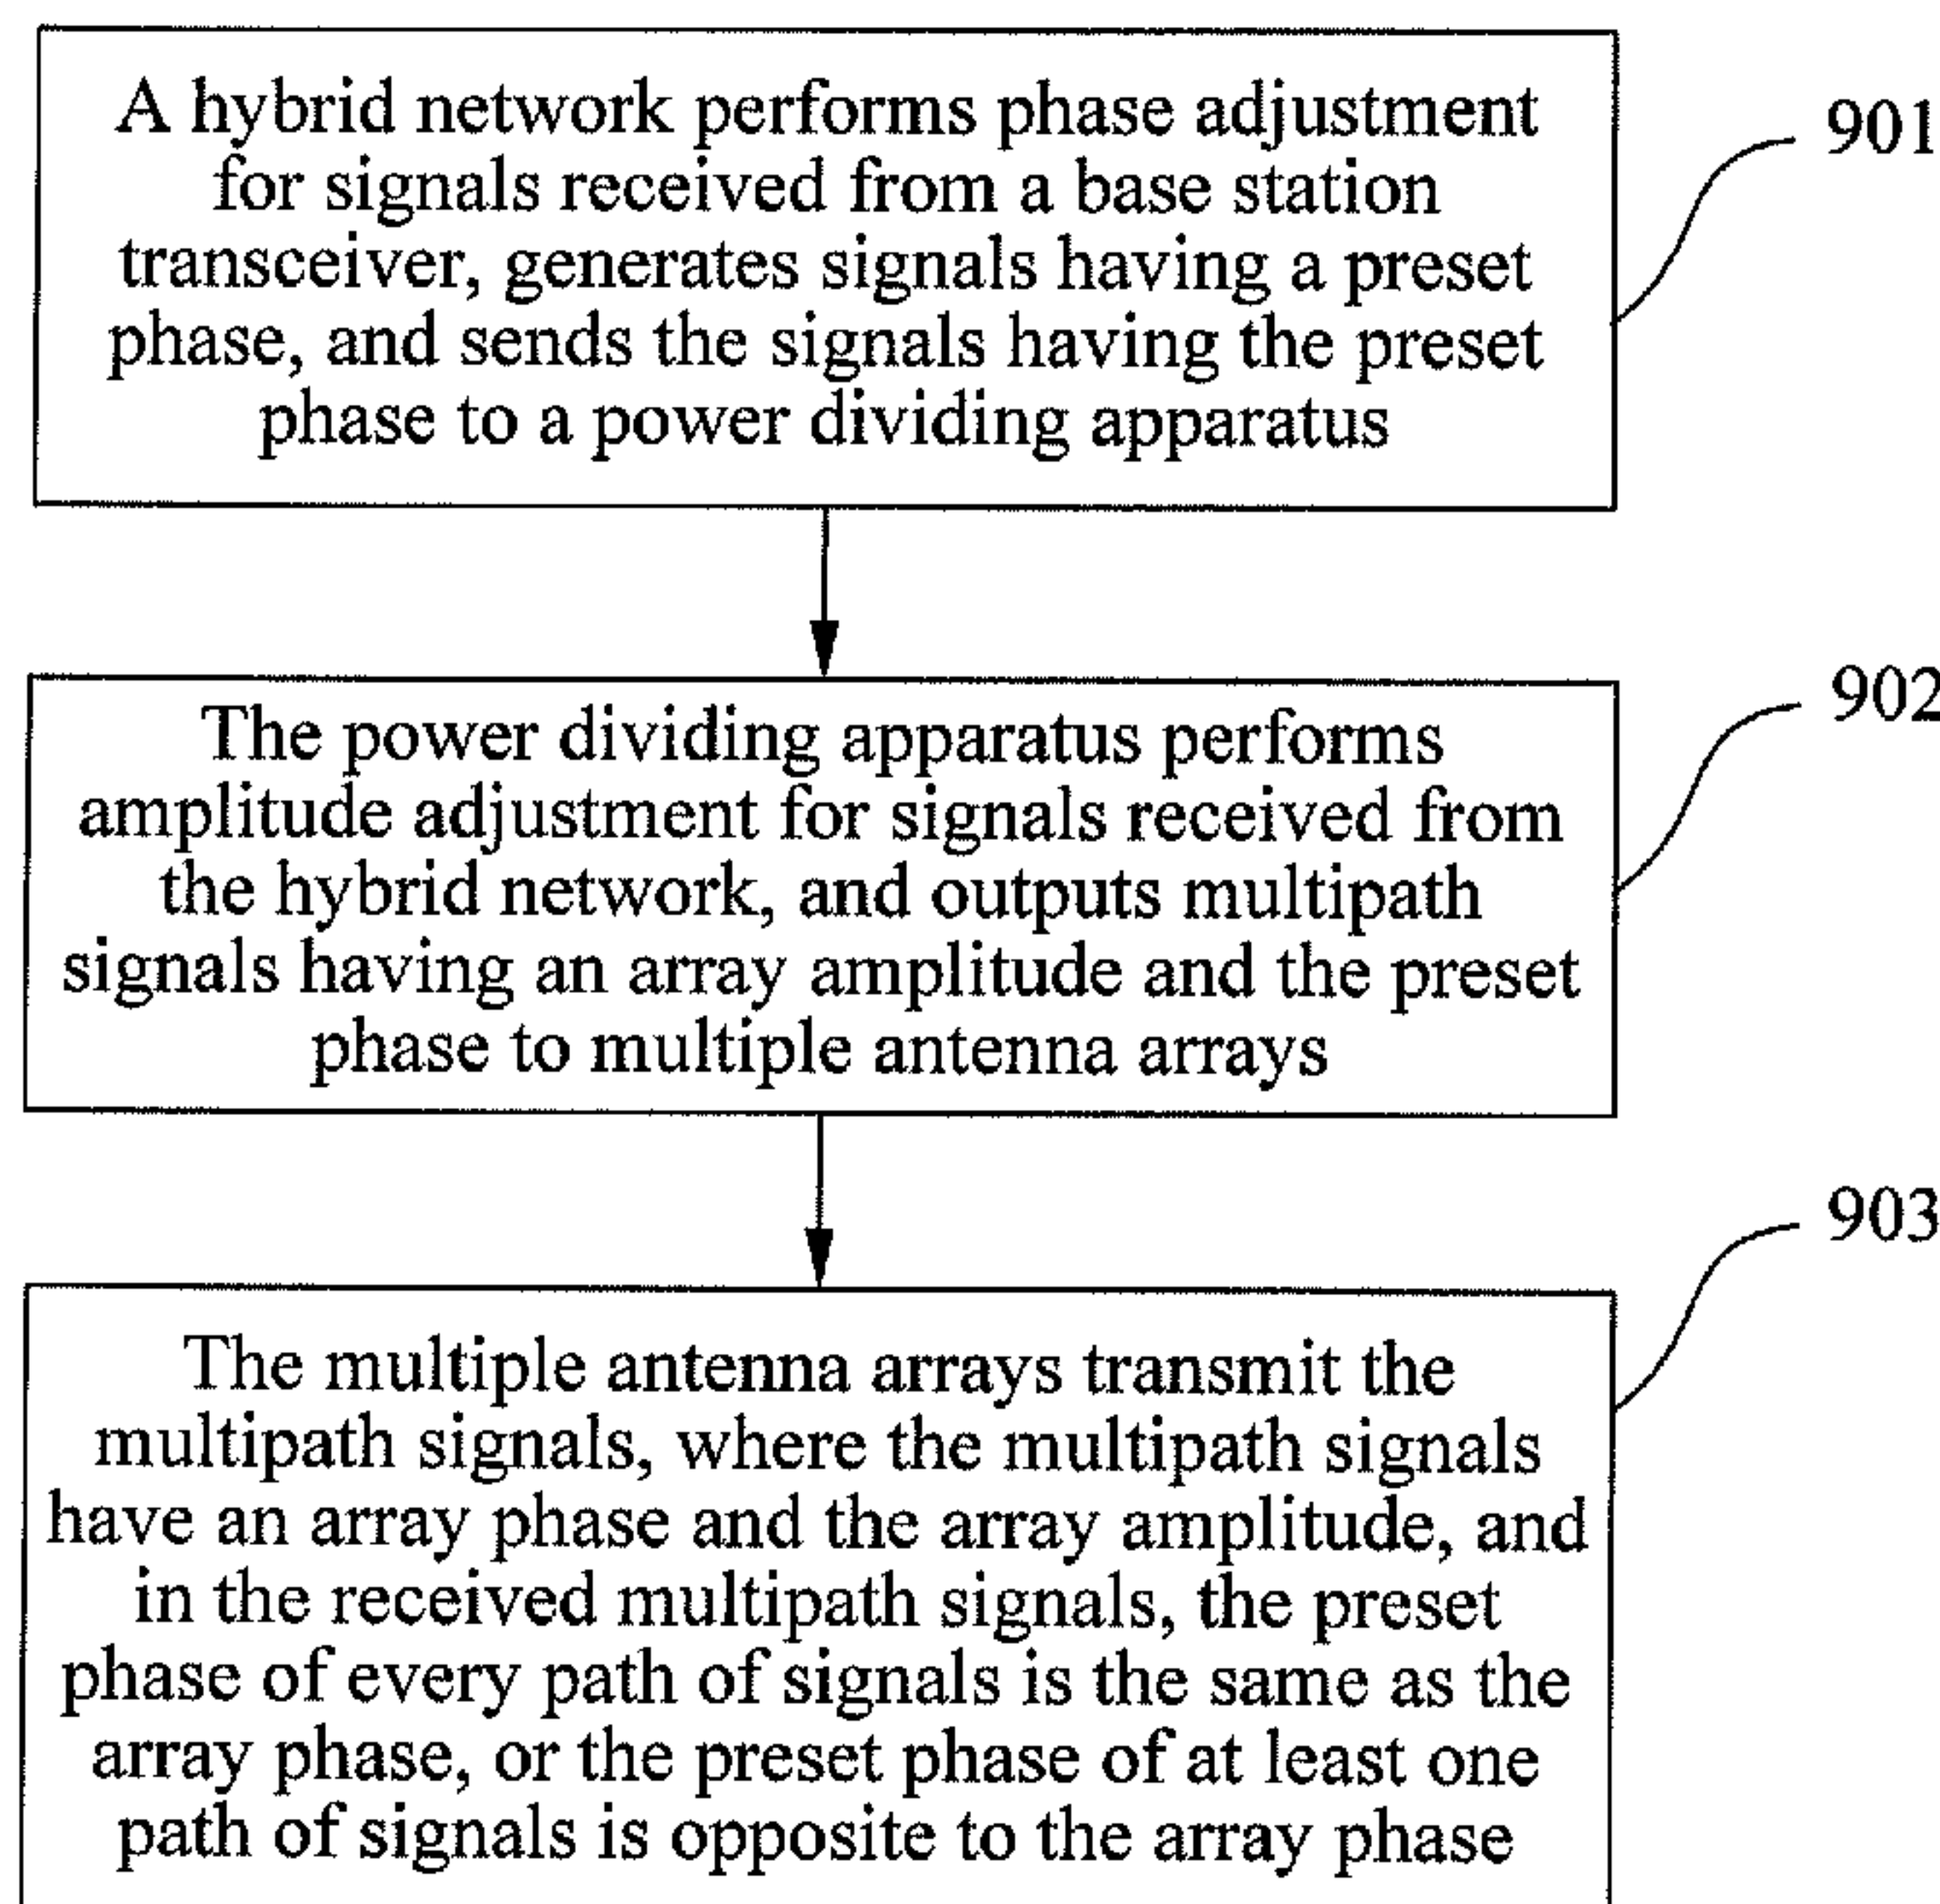 A hybrid network performs phase adjustment
for signals received from a base station
transceiver, generates signals having a preset
phase, and sends the signals having the preset
phase to a power dividing apparatus
901
The power dividing apparatus performs
amplitude adjustment for signals received from
the hybrid network, and outputs multipath
signals having an array amplitude and the preset
phase to multiple antenna arrays
902
The multiple antenna arrays transmit the
multipath signals, where the multipath signals
have an array phase and the array amplitude, and
in the received multipath signals, the preset
phase of every path of signals is the same as the
array phase, or the preset phase of at least one
path of signals is opposite to the array phase
903